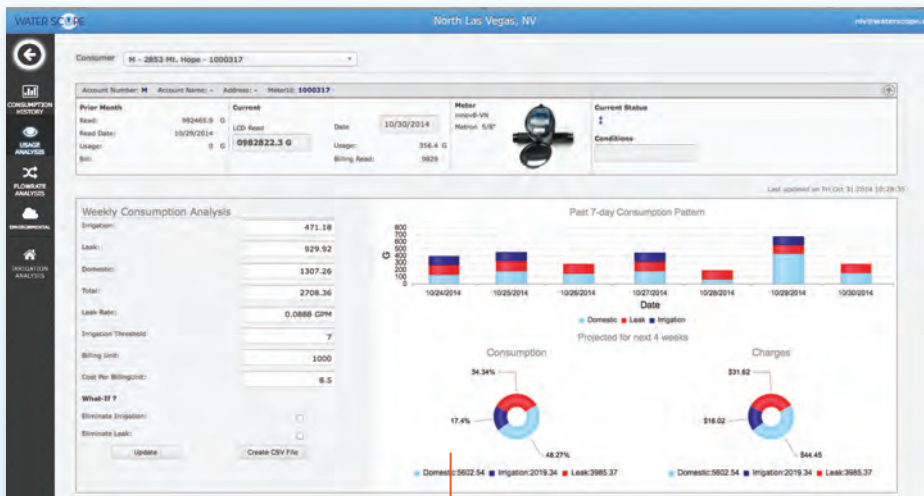 WATER SCOPE
North Las Vegas, NV
Consumer
M - 2853 Mt. Hope - 1000317
Account Number: M Account Name: - Address: - MeterId: 1000317
Prior Month
Read: 982465.9 G
Read Date: 10/29/2014
Usage: 0 G
Bill:
Current
LCD Read
0982822.3 G
Date 10/30/2014
Usage: 356.4 G
Billing Read: 9828
Meter
Innov8-VN
Metron 5/8"
Current Status
Conditions
CONSUMPTION
HISTORY
USAGE
ANALYSIS
FLOWRATE
ANALYSIS
ENVIRONMENTAL
IRRIGATION
ANALYSIS
Last updated on Fri Oct 31 2014 10:29:35
Weekly Consumption Analysis
Irrigation: 471.18
Leak: 929.92
Domestic: 1307.26
Total: 2708.36
Leak Rate: 0.0888 GPM
Irrigation Threshold 7
Billing Unit: 1000
Cost Per Billingunit: 8.5
What-If ?
Eliminate Irrigation:
Eliminate Leak:
Update Create CSV File
Past 7-day Consumption Pattern
G
800
700
600
500
400
300
200
100
0
10/24/2014 10/25/2014 10/26/2014 10/27/2014 10/28/2014 10/29/2014 10/30/2014
Date
Domestic Leak Irrigation
Projected for next 4 weeks
Consumption
34.34%
17.4%
48.27%
Domestic:5602.54 Irrigation:2019.34 Leak:3985.37
Charges
$31.62
$16.02
$44.45
Domestic:5602.54 Irrigation:2019.34 Leak:3985.37